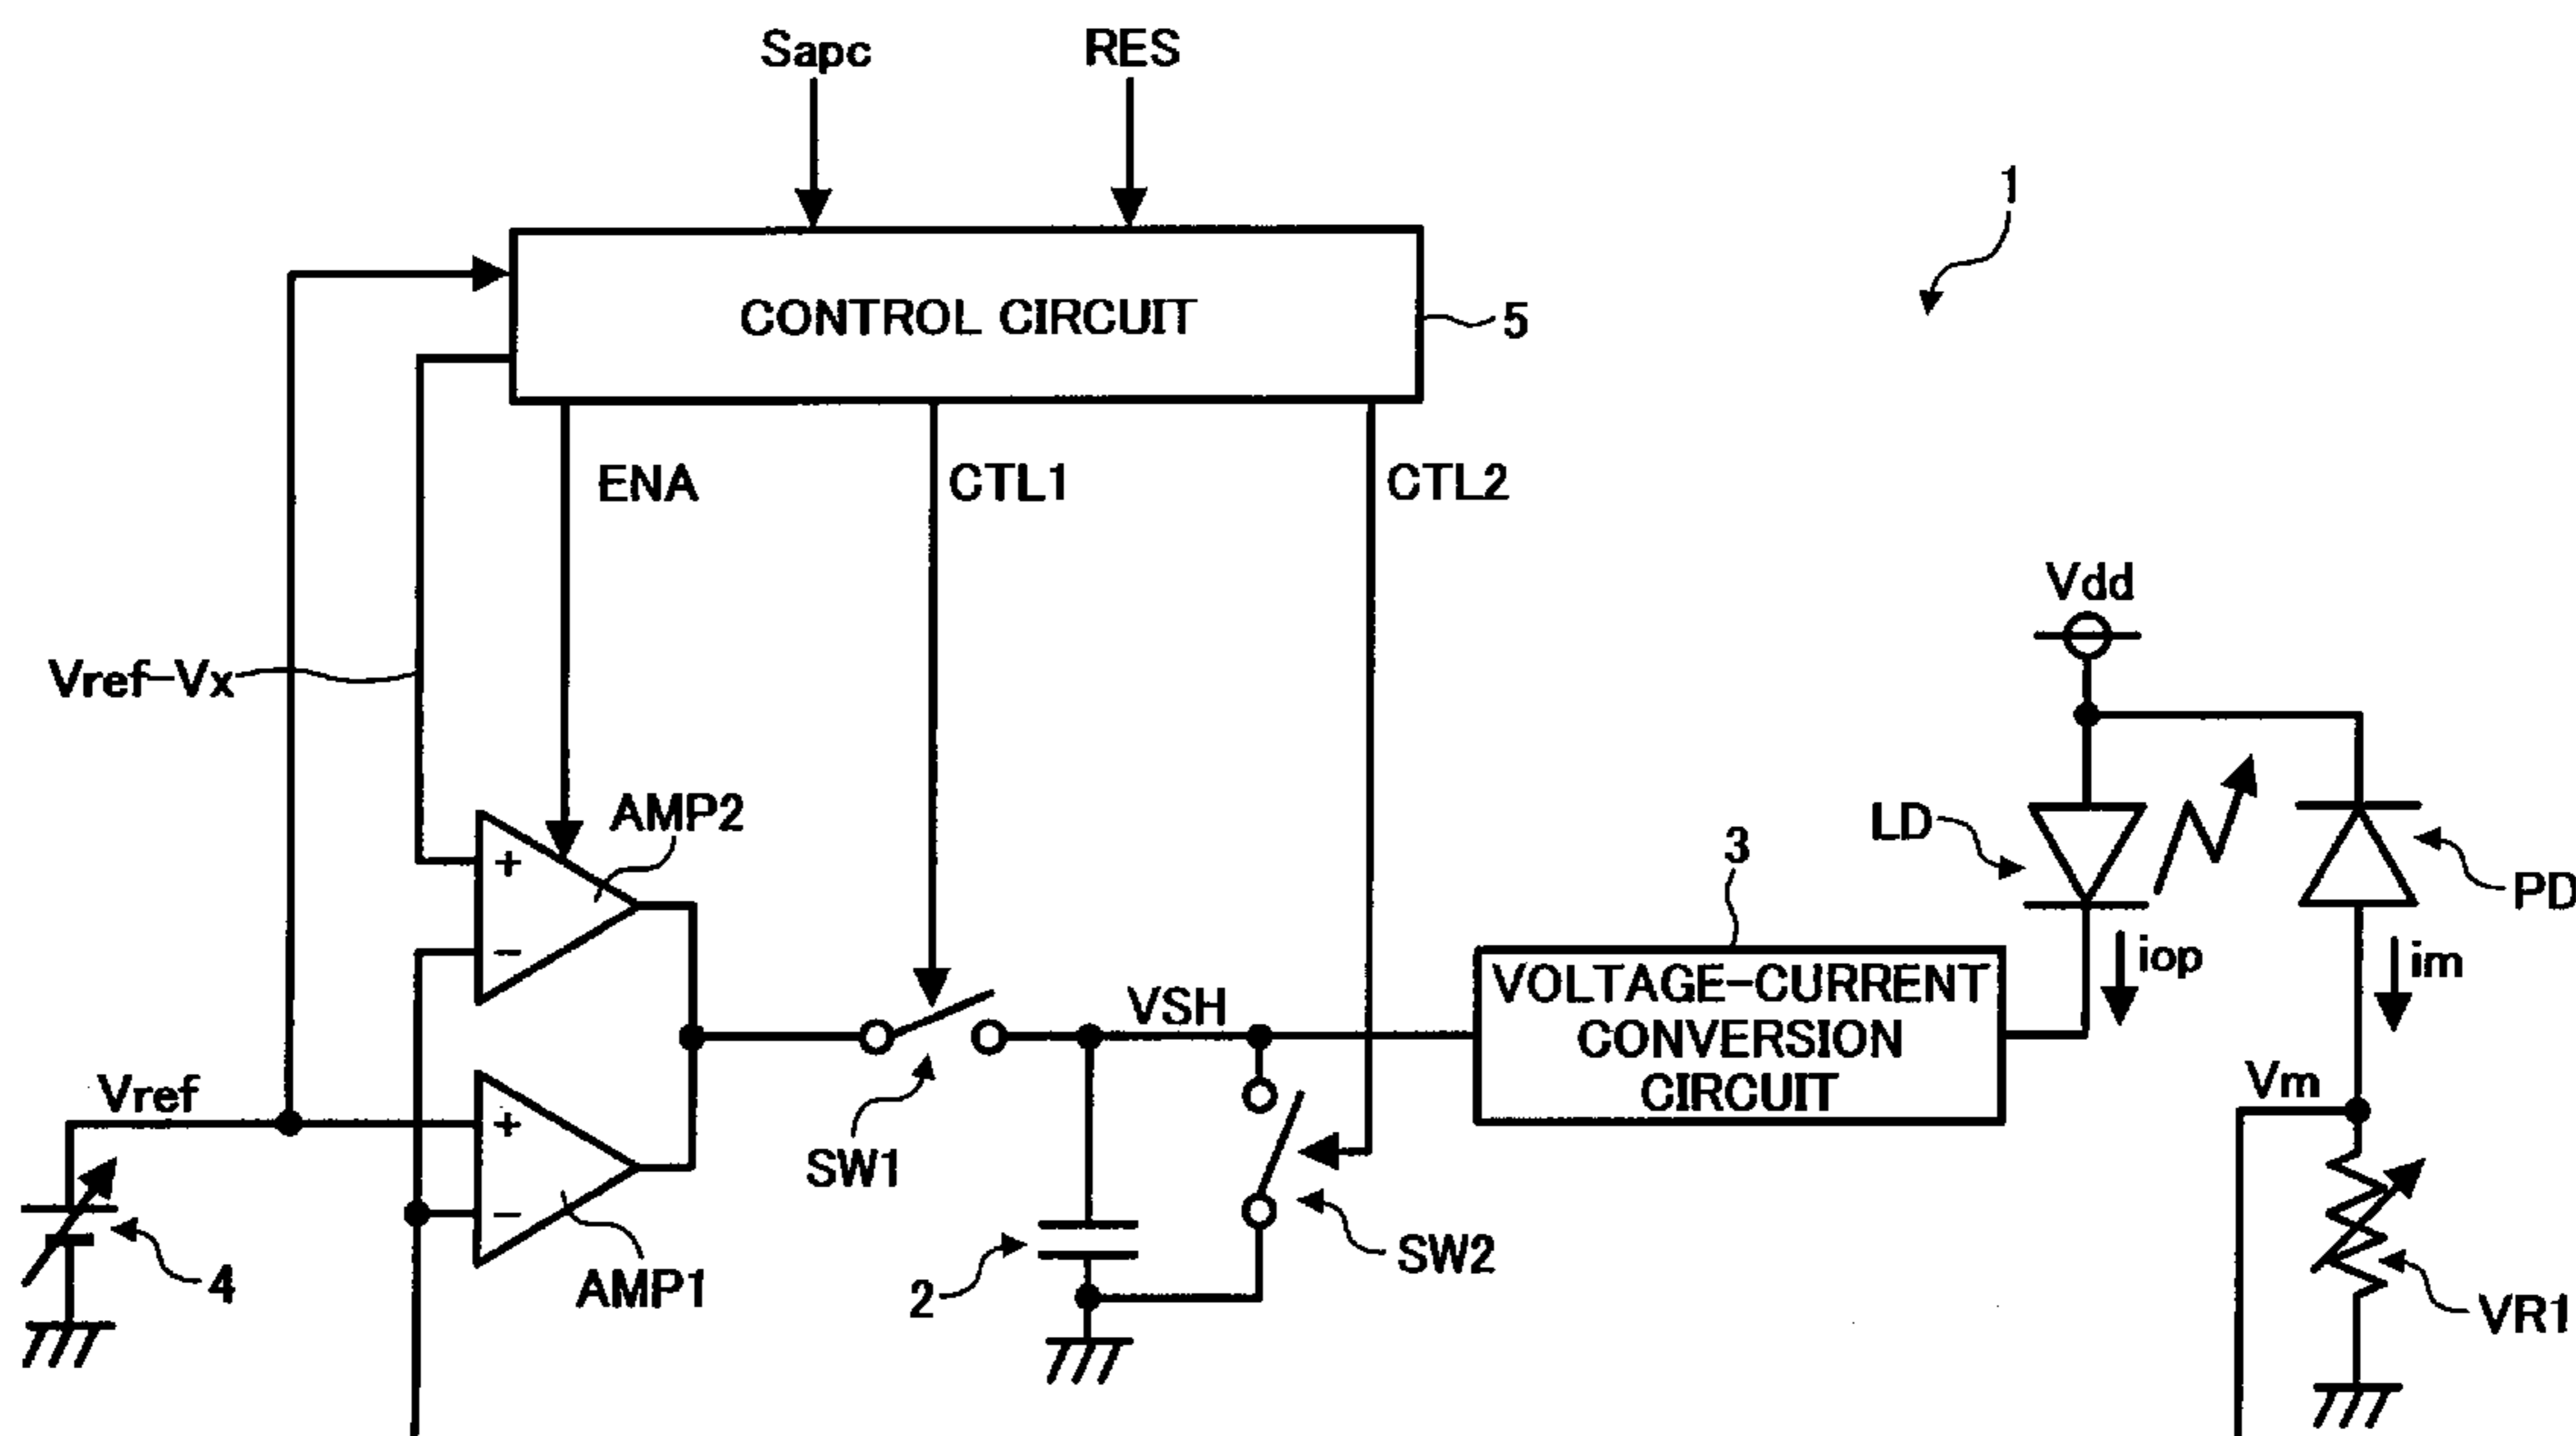 Sapc
RES
1
CONTROL CIRCUIT
5
ENA
CTL1
CTL2
Vdd
Vref-Vx
AMP2
+
−
LD
PD
3
VOLTAGE-CURRENT
CONVERSION
CIRCUIT
iop
im
VSH
Vref
Vm
+
−
SW1
SW2
4
AMP1
2
VR1